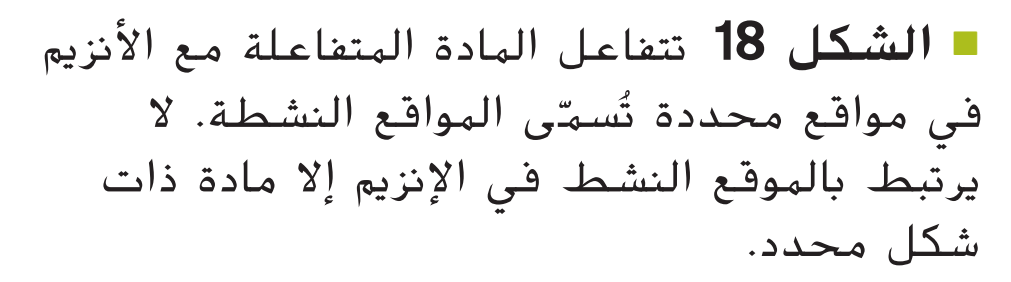 ■ الشكل 18 تتفاعل المادة المتفاعلة مع الأنزيم
في مواقع محددة تُسمّى المواقع النشطة. لا
يرتبط بالموقع النشط في الإنزيم إلا مادة ذات
شكل محدد.